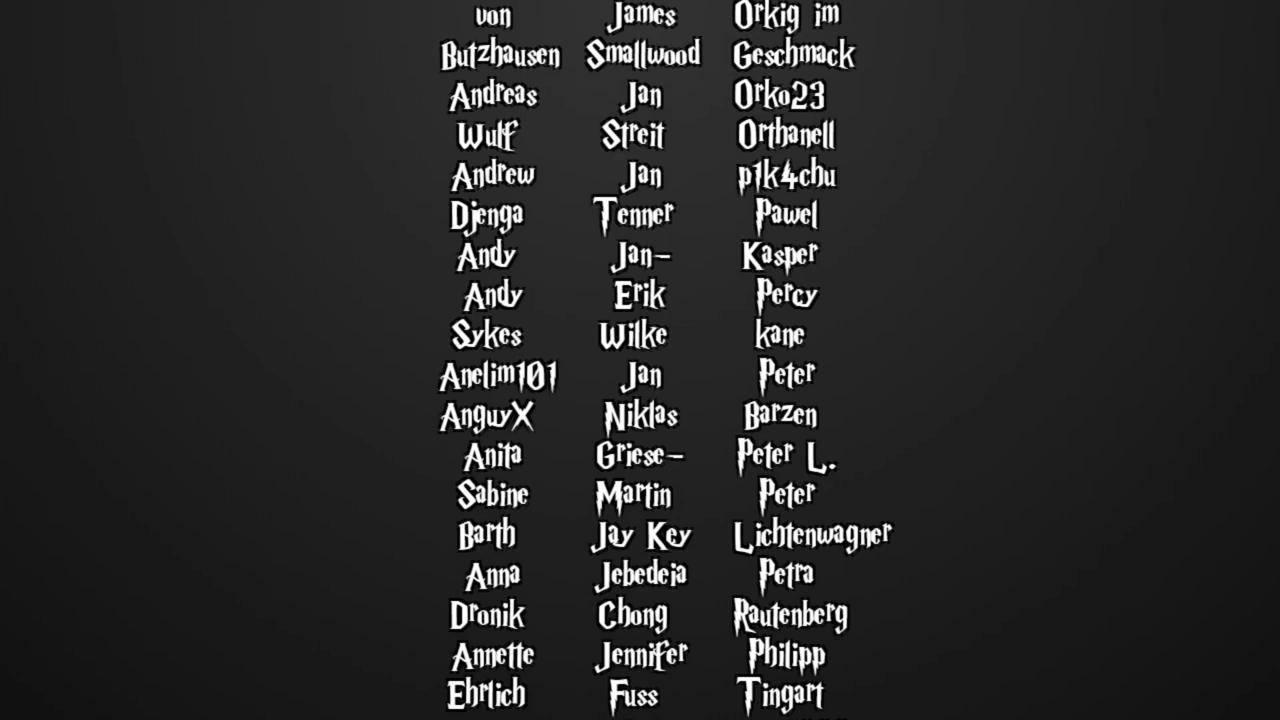 von James Orkig im
Butzhausen Smallwood Geschmack
Andreas Jan Orko23
Wulf Streit Orthanell
Andrew Jan p1k4chu
Djenga Tenner Pawel
Andy Jan- Kasper
Andy Erik Percy
Sykes Wilke kane
Anelim101 Jan Peter
AnguyX Niklas Barzen
Anita Griese- Peter L.
Sabine Martin Peter
Barth Jay Key Lichtenwagner
Anna Jebedeia Petra
Dronik Chong Rautenberg
Annette Jennifer Philipp
Ehrlich Fuss Tingart